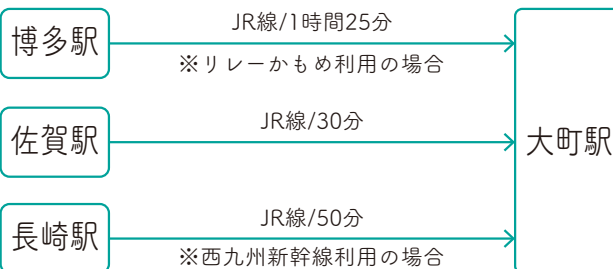 博多駅
JR線/1時間25分
※リレーかもめ利用の場合
佐賀駅
JR線/30分
大町駅
長崎駅
JR線/50分
※西九州新幹線利用の場合